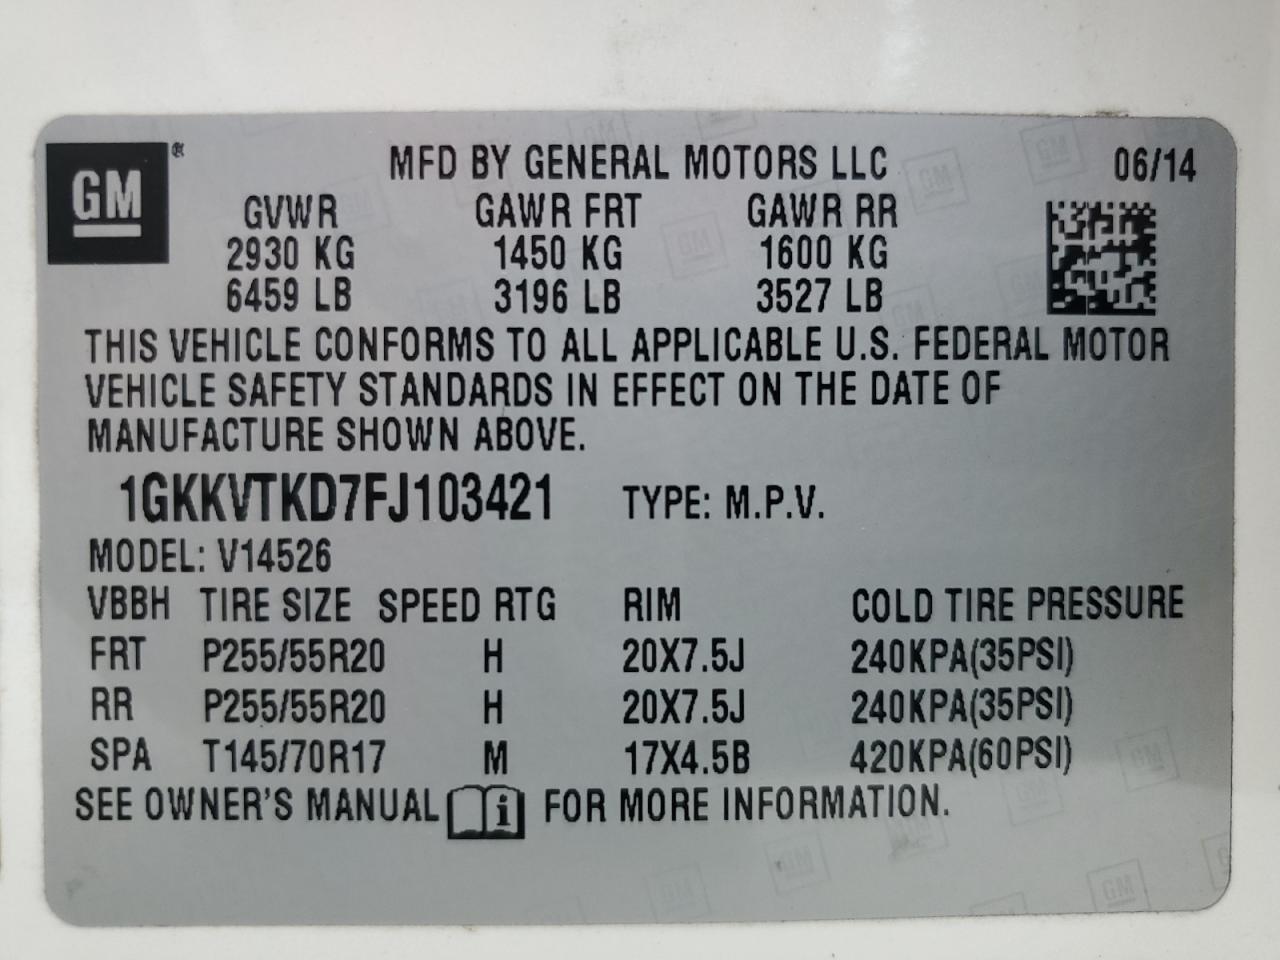 GM
MFD BY GENERAL MOTORS LLC 06/14
GVWR GAWR FRT GAWR RR
2930 KG 1450 KG 1600 KG
6459 LB 3196 LB 3527 LB
THIS VEHICLE CONFORMS TO ALL APPLICABLE U.S. FEDERAL MOTOR
VEHICLE SAFETY STANDARDS IN EFFECT ON THE DATE OF
MANUFACTURE SHOWN ABOVE.
1GKKVTKD7FJ103421 TYPE: M.P.V.
MODEL: V14526
VBBH TIRE SIZE SPEED RTG RIM COLD TIRE PRESSURE
FRT P255/55R20 H 20X7.5J 240KPA(35PSI)
RR P255/55R20 H 20X7.5J 240KPA(35PSI)
SPA T145/70R17 M 17X4.5B 420KPA(60PSI)
SEE OWNER'S MANUAL i FOR MORE INFORMATION.